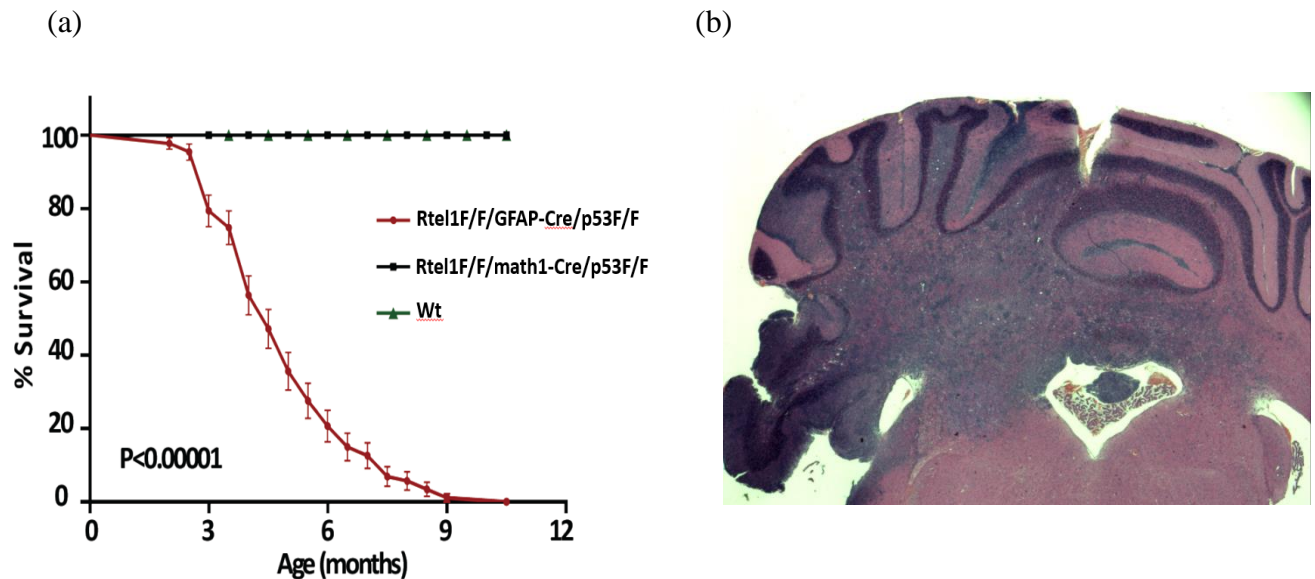 (a)
(b)
100
80
60
40
20
0
% Survival
Rtel1F/F/GFAP-Cre/p53F/F
Rtel1F/F/math1-Cre/p53F/F
Wt
P<0.00001
0 3 6 9 12
Age (months)